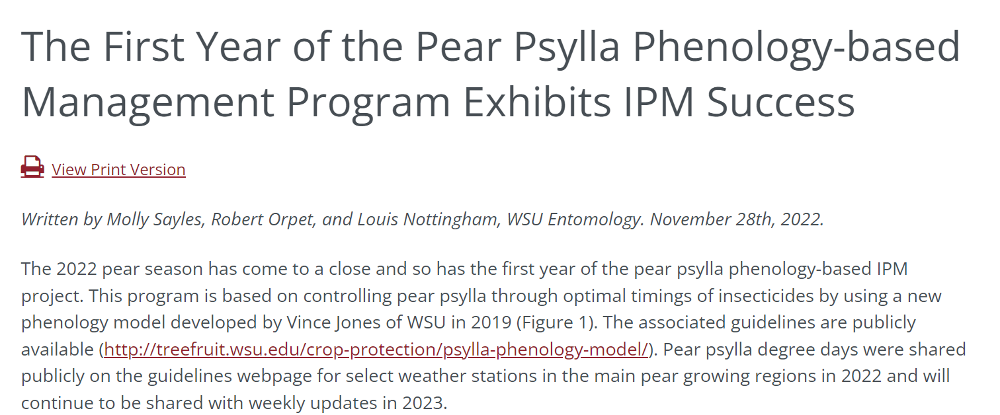 The First Year of the Pear Psylla Phenology-based
Management Program Exhibits IPM Success
View Print Version
Written by Molly Sayles, Robert Orpet, and Louis Nottingham, WSU Entomology. November 28th, 2022.
The 2022 pear season has come to a close and so has the first year of the pear psylla phenology-based IPM
project. This program is based on controlling pear psylla through optimal timings of insecticides by using a new
phenology model developed by Vince Jones of WSU in 2019 (Figure 1). The associated guidelines are publicly
available (http://treefruit.wsu.edu/crop-protection/psylla-phenology-model/). Pear psylla degree days were shared
publicly on the guidelines webpage for select weather stations in the main pear growing regions in 2022 and will
continue to be shared with weekly updates in 2023.